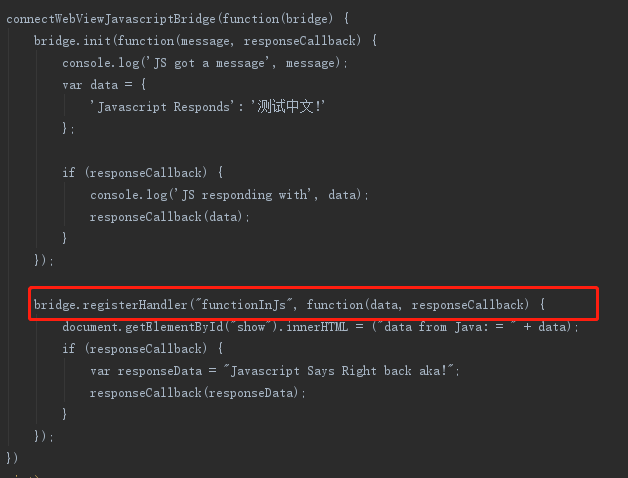 connectWebViewJavascriptBridge(function(bridge) {
bridge.init(function(message, responseCallback) {
console.log('JS got a message', message);
var data = {
'Javascript Responds': '测试中文!'
};
if (responseCallback) {
console.log('JS responding with', data);
responseCallback(data);
}
});
bridge.registerHandler("functionInJs", function(data, responseCallback) {
document.getElementById("show").innerHTML = ("data from Java: = " + data);
if (responseCallback) {
var responseData = "Javascript Says Right back aka!";
responseCallback(responseData);
}
});
})